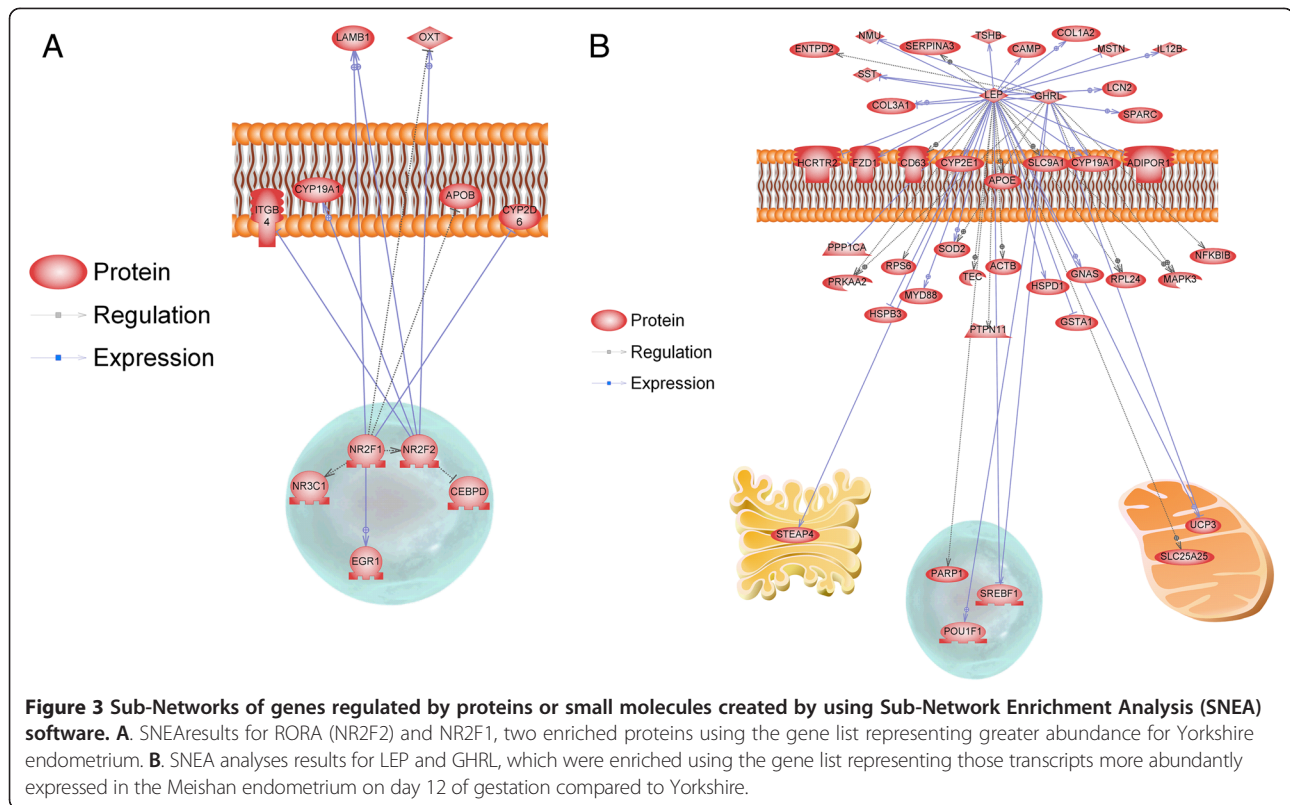 A
LAMB1
OXT
CYP19A1
APOB
ITGB
4
CYP2D
6
Protein
Regulation
Expression
NR2F1
NR2F2
NR3C1
CEBPD
EGR1
B
NMU
SERPINA3
TSHB
CAMP
COL1A2
MSTN
IL12B
ENTPD2
SST
LEP
GHRL
LCN2
COL3A1
SPARC
HCRTR2
FZD1
CD63
CYP2E1
APOE
SLC9A1
CYP19A1
ADIPOR1
PPP1CA
PRKAA2
RPS6
SOD2
TEC
ACTB
HSPD1
GNAS
RPL24
MAPK3
NFKBIB
MYD88
HSPB3
PTPN11
GSTA1
Protein
Regulation
Expression
STEAP4
PARP1
SREBF1
POU1F1
UCP3
SLC25A25
Figure 3 Sub-Networks of genes regulated by proteins or small molecules created by using Sub-Network Enrichment Analysis (SNEA)
software. A. SNEAresults for RORA (NR2F2) and NR2F1, two enriched proteins using the gene list representing greater abundance for Yorkshire
endometrium. B. SNEA analyses results for LEP and GHRL, which were enriched using the gene list representing those transcripts more abundantly
expressed in the Meishan endometrium on day 12 of gestation compared to Yorkshire.